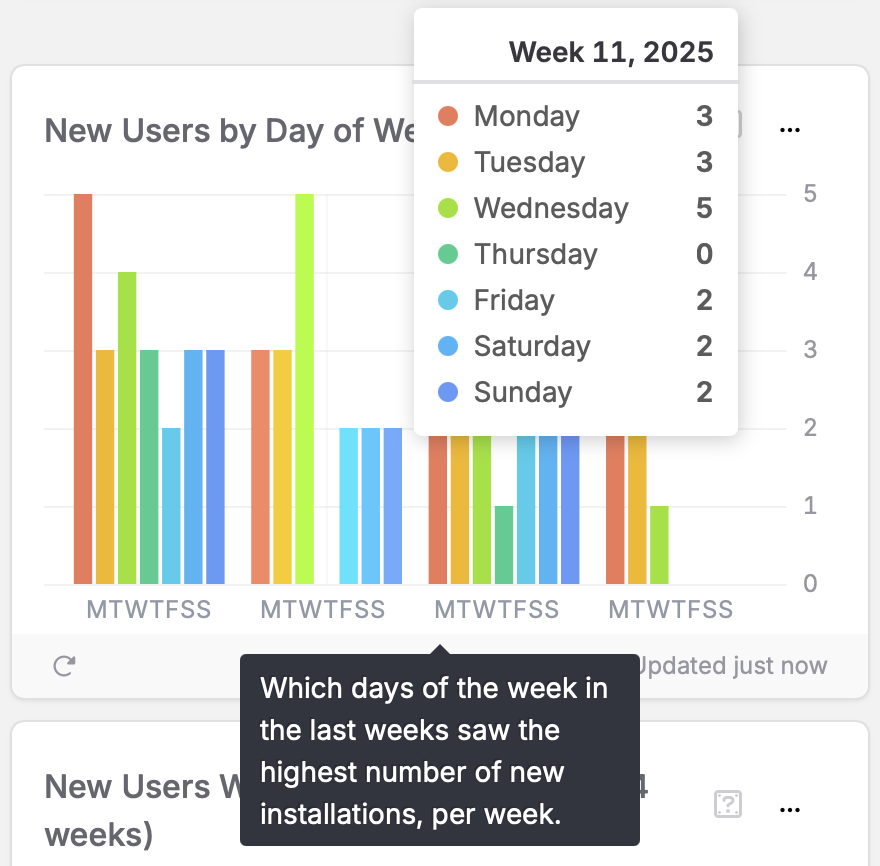 Week 11, 2025
New Users by Day of We
...
Monday 3
Tuesday 3
Wednesday 5
Thursday 0
Friday 2
Saturday 2
Sunday 2
5
4
3
2
1
0
MTWTFSS MTWTFSS MTWTFSS MTWTFSS
Updated just now
Which days of the week in
the last weeks saw the
highest number of new
installations, per week.
New Users W 4
?
...
weeks)